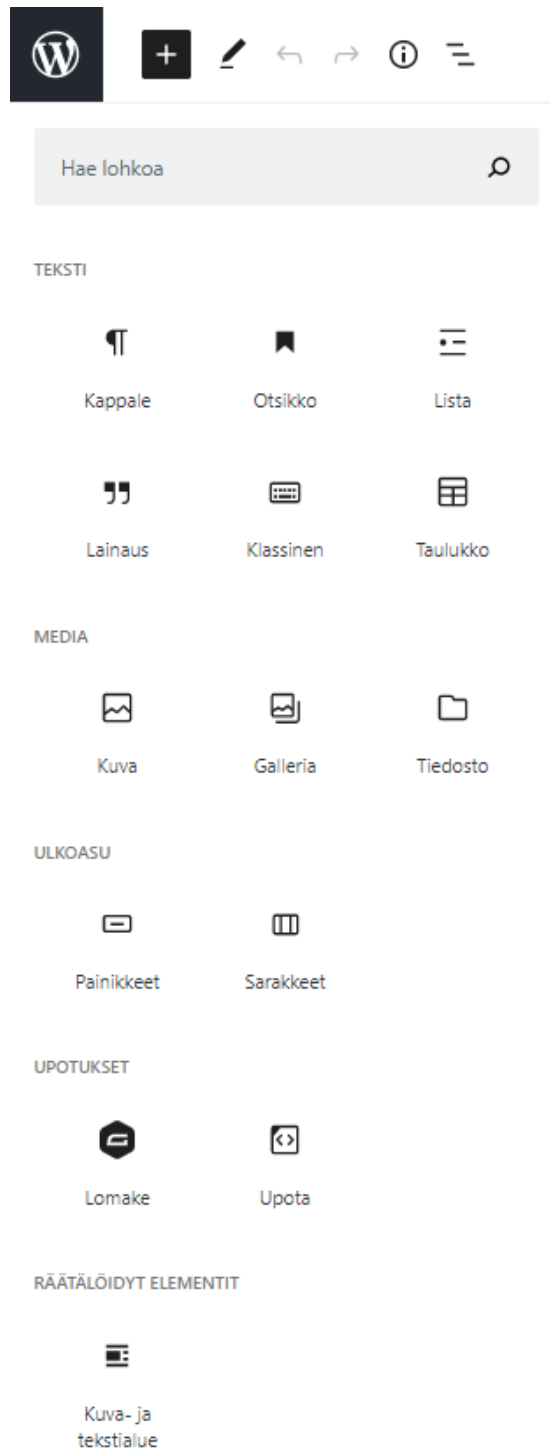 Hae lohkoa
TEKSTI
Kappale Otsikko Lista
Lainaus Klassinen Taulukko
MEDIA
Kuva Galleria Tiedosto
ULKOASU
Painikkeet Sarakkeet
UPOTUKSET
Lomake Upota
RÄÄTÄLÖIDYT ELEMENTIT
Kuva- ja
tekstialue